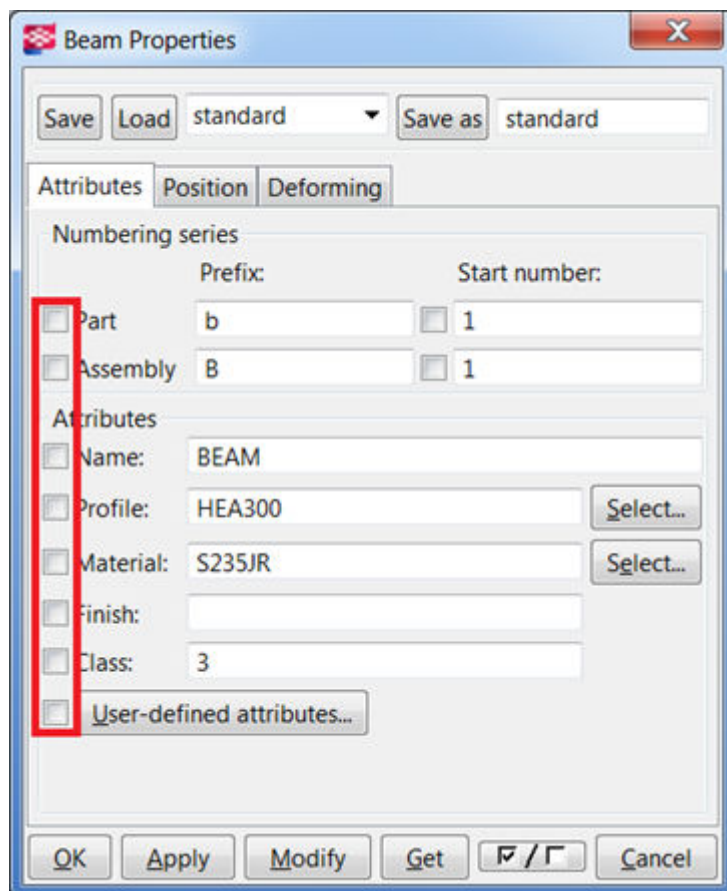 Beam Properties
Save Load standard Save as standard
Attributes Position Deforming
Numbering series
Prefix: Start number:
Part b 1
Assembly B 1
Attributes
Name: BEAM
Profile: HEA300 Select...
Material: S235JR Select...
Finish:
Class: 3
User-defined attributes...
OK Apply Modify Get / Cancel